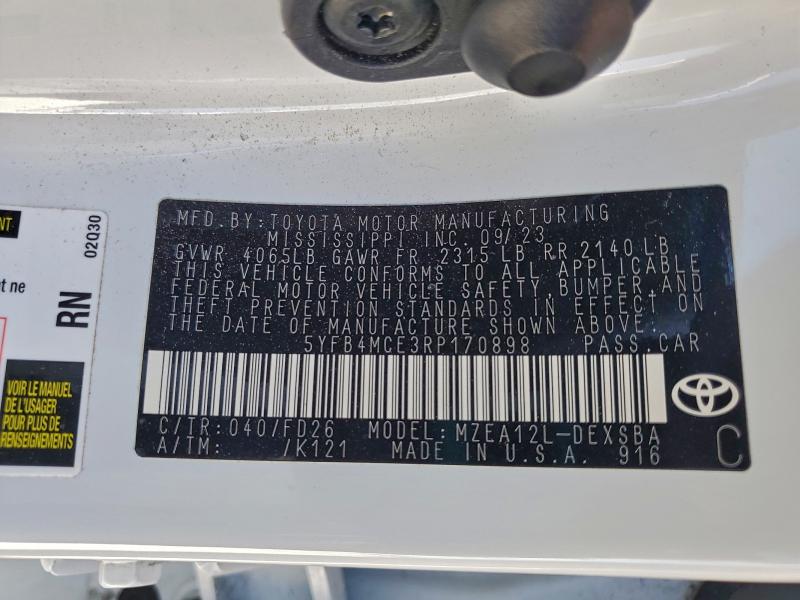 MFD. BY: TOYOTA MOTOR MANUFACTURING
MISSISSIPPI INC. 09/23
GVWR 4065LB GAWR FR 2315 LB RR 2140 LB
THIS VEHICLE CONFORMS TO ALL APPLICABLE
FEDERAL MOTOR VEHICLE SAFETY, BUMPER AND
THEFT PREVENTION STANDARDS IN EFFECT ON
THE DATE OF MANUFACTURE SHOWN ABOVE.
5YFB4MCE3RP170898 PASS. CAR
C/TR: 040/FD26 MODEL: MZEA12L-DEXSBA
A/TM: /K121 MADE IN U.S.A. 916
C
02Q30
RN
t ne
VOIR LE MANUEL
DE L'USAGER
POUR PLUS DE
RENSEIGNEMENTS